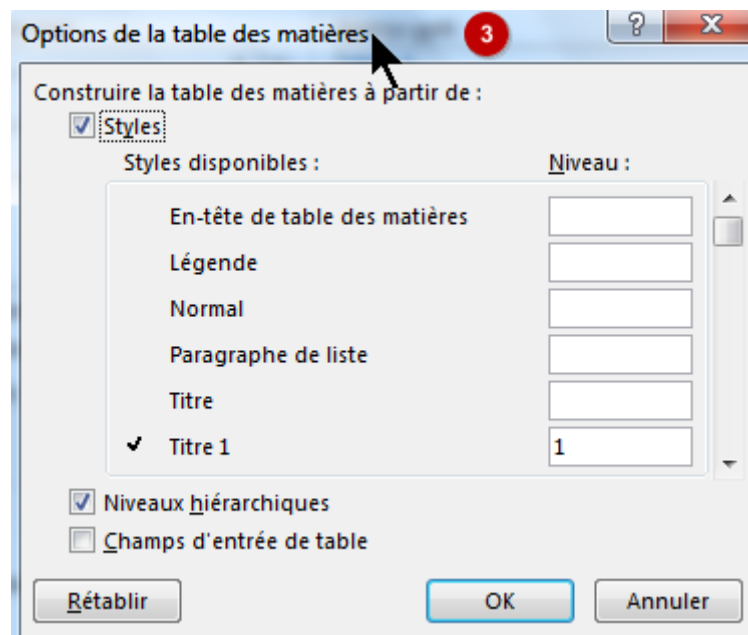 Options de la table des matières 3 ? X
Construire la table des matières à partir de :
Styles
Styles disponibles : Niveau :
En-tête de table des matières
Légende
Normal
Paragraphe de liste
Titre
Titre 1 1
Niveaux hiérarchiques
Champs d'entrée de table
Rétablir OK Annuler